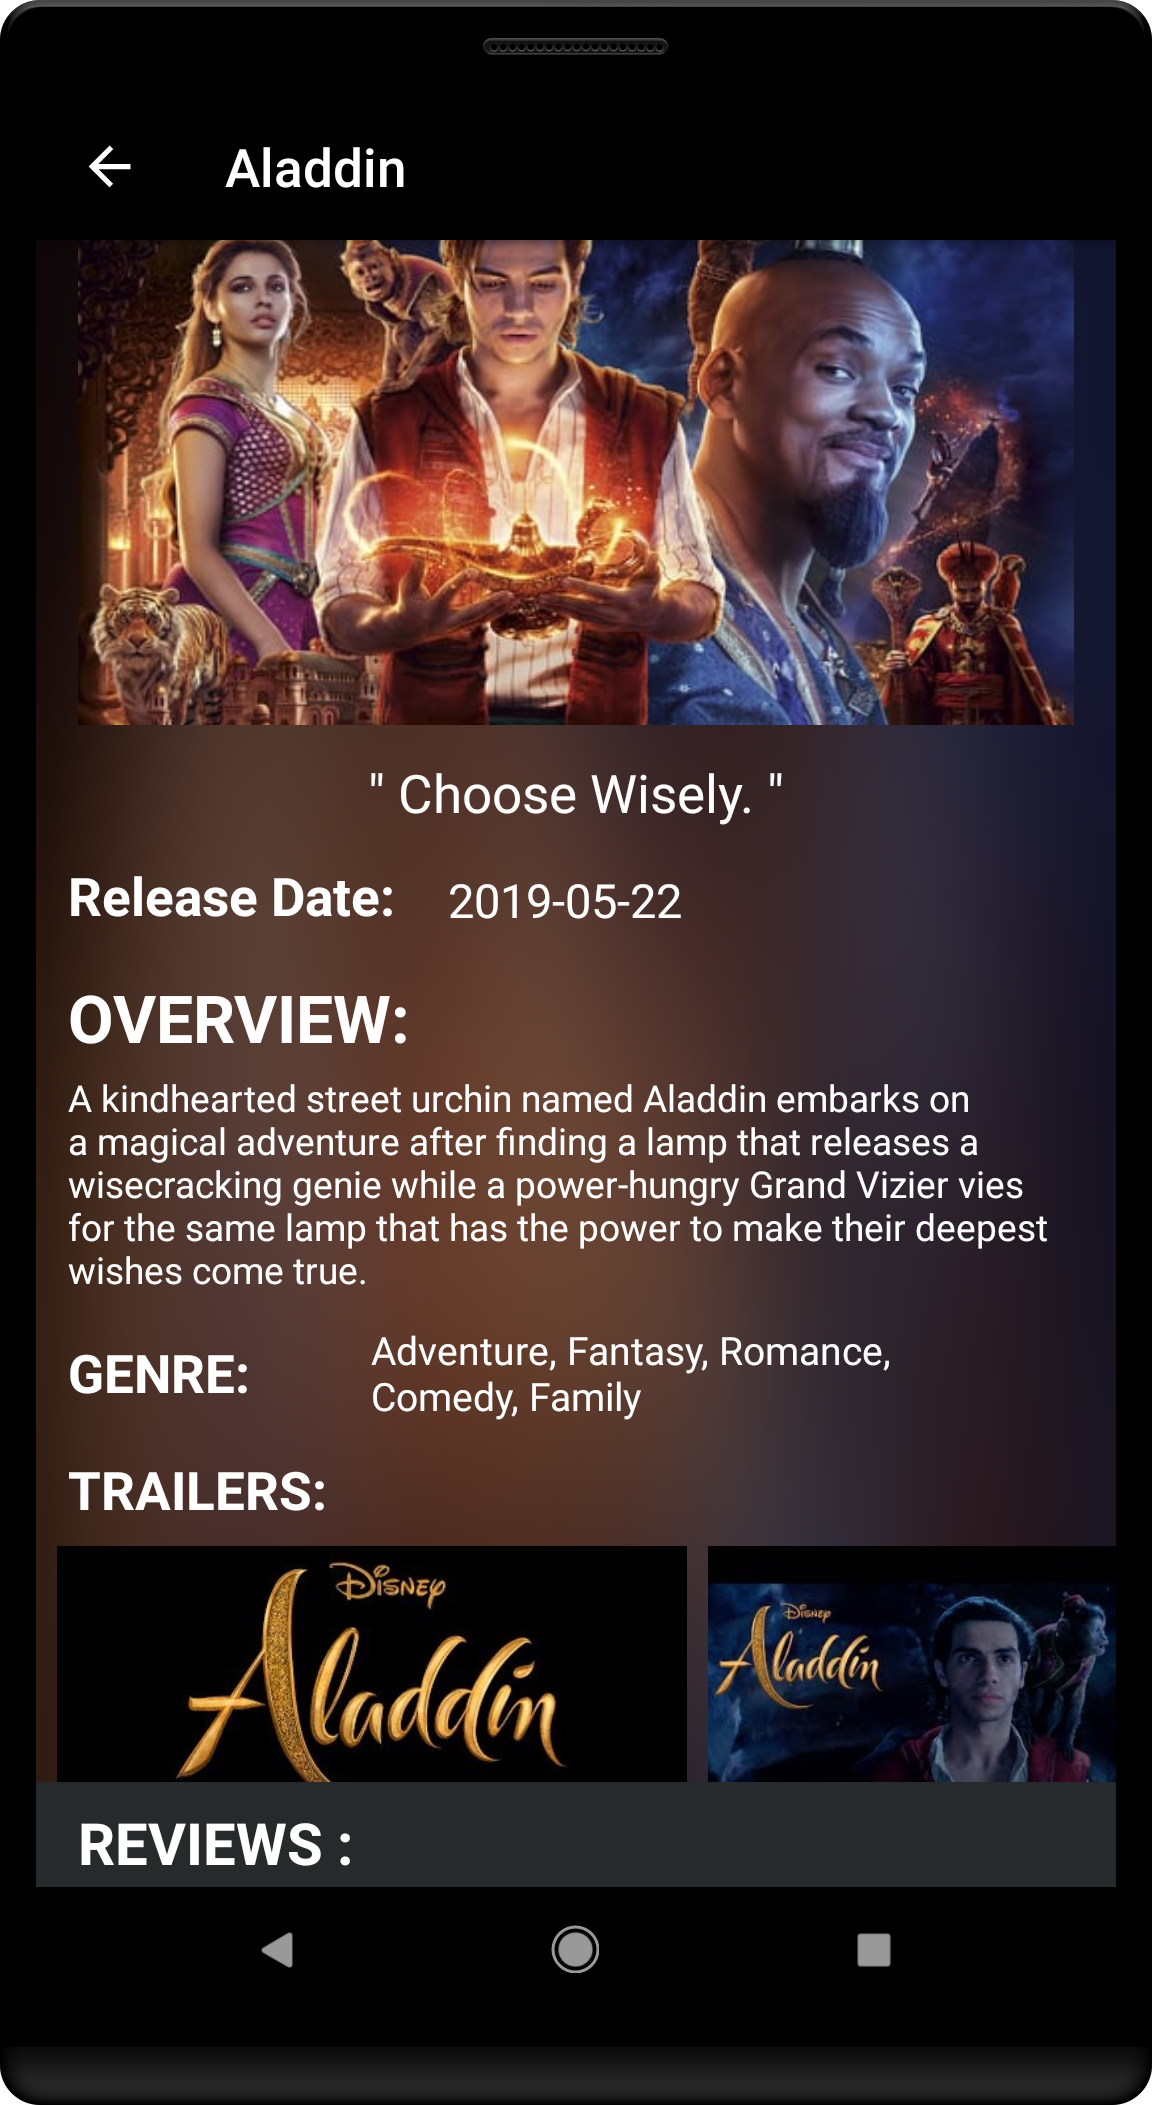 Aladdin
" Choose Wisely. "
Release Date: 2019-05-22
OVERVIEW:
A kindhearted street urchin named Aladdin embarks on
a magical adventure after finding a lamp that releases a
wisecracking genie while a power-hungry Grand Vizier vies
for the same lamp that has the power to make their deepest
wishes come true.
GENRE:
Adventure, Fantasy, Romance,
Comedy, Family
TRAILERS:
Disney
Aladdin
Disney
Aladdin
REVIEWS :